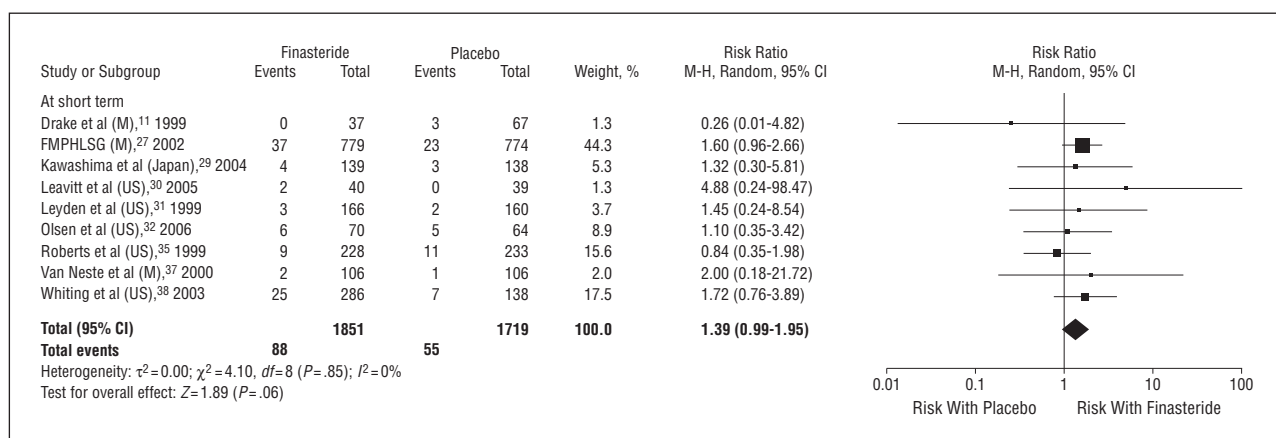 Finasteride Placebo Risk Ratio Risk Ratio
Study or Subgroup Events Total Events Total Weight, % M-H, Random, 95% CI M-H, Random, 95% CI
At short term
Drake et al (M),11 1999 0 37 3 67 1.3 0.26 (0.01-4.82)
FMPHLSG (M),27 2002 37 779 23 774 44.3 1.60 (0.96-2.66)
Kawashima et al (Japan),29 2004 4 139 3 138 5.3 1.32 (0.30-5.81)
Leavitt et al (US),30 2005 2 40 0 39 1.3 4.88 (0.24-98.47)
Leyden et al (US),31 1999 3 166 2 160 3.7 1.45 (0.24-8.54)
Olsen et al (US),32 2006 6 70 5 64 8.9 1.10 (0.35-3.42)
Roberts et al (US),35 1999 9 228 11 233 15.6 0.84 (0.35-1.98)
Van Neste et al (M),37 2000 2 106 1 106 2.0 2.00 (0.18-21.72)
Whiting et al (US),38 2003 25 286 7 138 17.5 1.72 (0.76-3.89)
Total (95% CI) 1851 1719 100.0 1.39 (0.99-1.95)
Total events 88 55
Heterogeneity: τ2=0.00; χ2=4.10, df=8 (P=.85); I2=0%
Test for overall effect: Z=1.89 (P=.06)
0.01 0.1 1 10 100
Risk With Placebo Risk With Finasteride